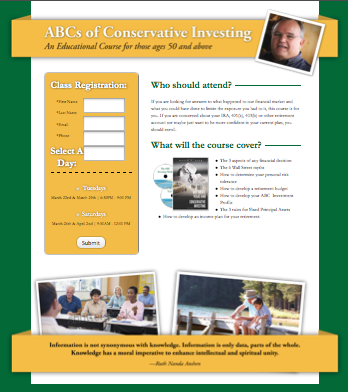 ABCs of Conservative Investing
An Educational Course for those ages 50 and above
Class Registration:
*First Name
*Last Name
*Email
*Phone
Select A
Day:
Tuesdays
March 22nd & March 29th | 6:30PM - 9:00 PM
Saturdays
March 26th & April 2nd | 9:30AM - 12:00 PM
Submit
Who should attend?
If you are looking for answers to what happened to our financial market and
what you could have done to lessen the exposure you had to it, this course is for
you. If you are concerned about your IRA, 401(k), 403(b) or other retirement
account or maybe just want to be more confident in your current plan, you
should attend.
What will the course cover?
The 3 aspects of any financial decision
The 6 Wall Street myths
How to determine your personal risk
tolerance
How to develop a retirement budget
How to develop your ABC Investment
Profile
The 3 rules for Fixed Principal Assets
How to develop an income plan for your retirement
CONSERVATIVE
INVESTING
Information is not synonymous with knowledge. Information is only data, parts of the whole.
Knowledge has a moral imperative to enhance intellectual and spiritual unity.
—Ruth Nanda Anshen